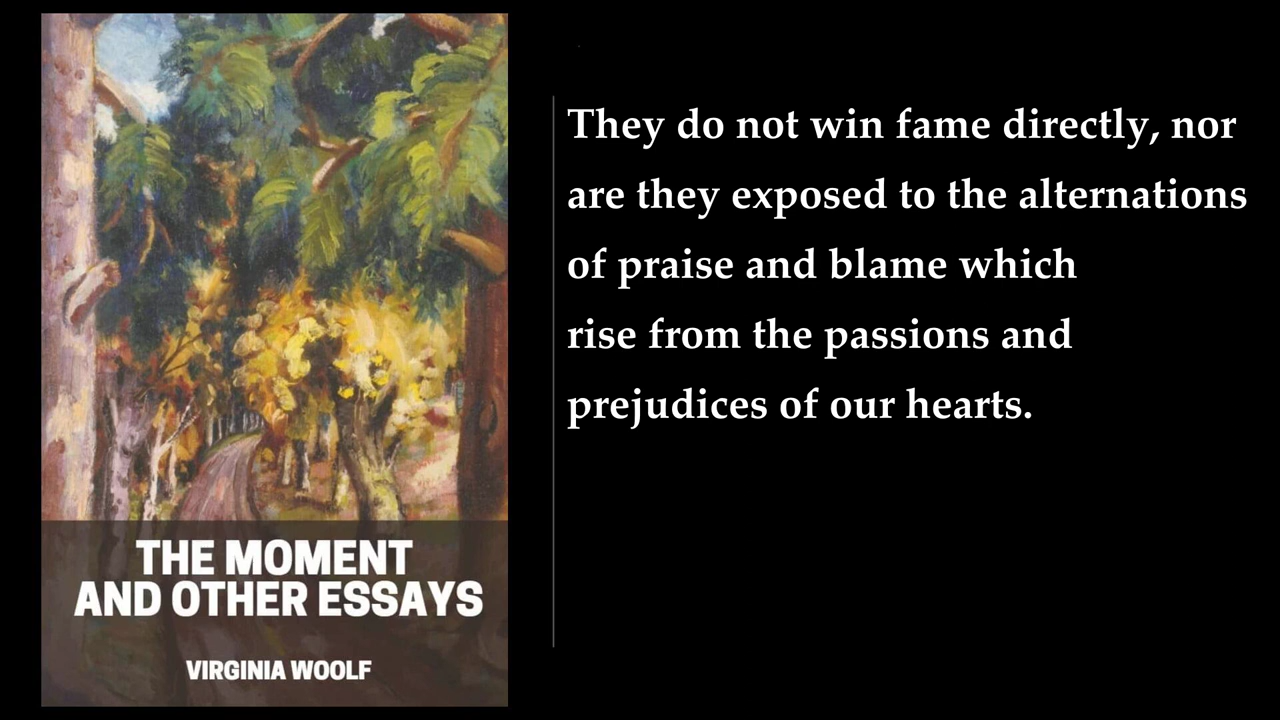 They do not win fame directly, nor
are they exposed to the alternations
of praise and blame which
rise from the passions and
prejudices of our hearts.
THE MOMENT
AND OTHER ESSAYS
VIRGINIA WOOLF